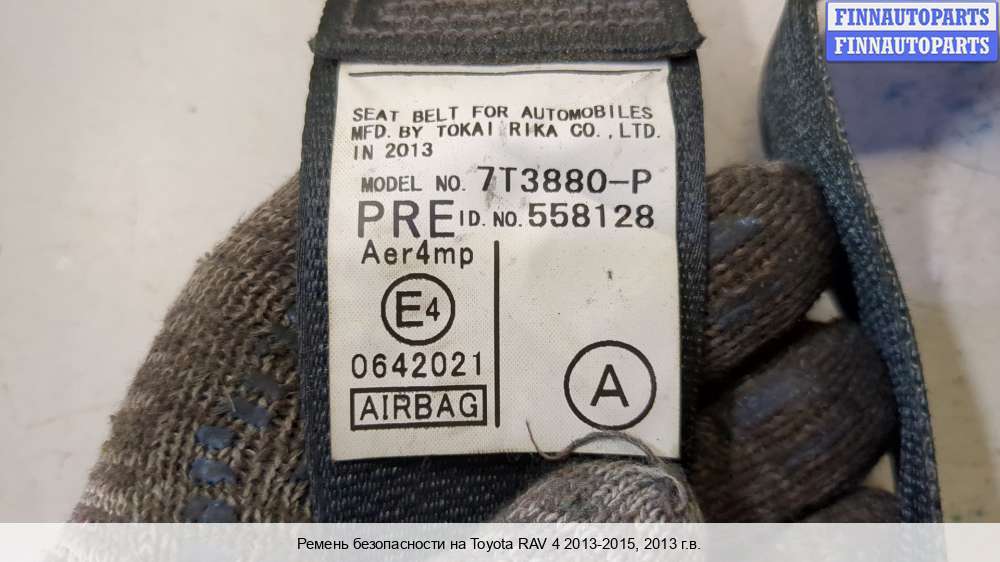 FINNAUTOPARTS
FINNAUTOPARTS
SEAT BELT FOR AUTOMOBILES
MFD. BY TOKAI RIKA CO., LTD.
IN 2013
MODEL NO. 7T3880-P
PRE ID. NO. 558128
Aer4mp
E4
0642021
AIRBAG
A
Ремень безопасности на Toyota RAV 4 2013-2015, 2013 г.в.